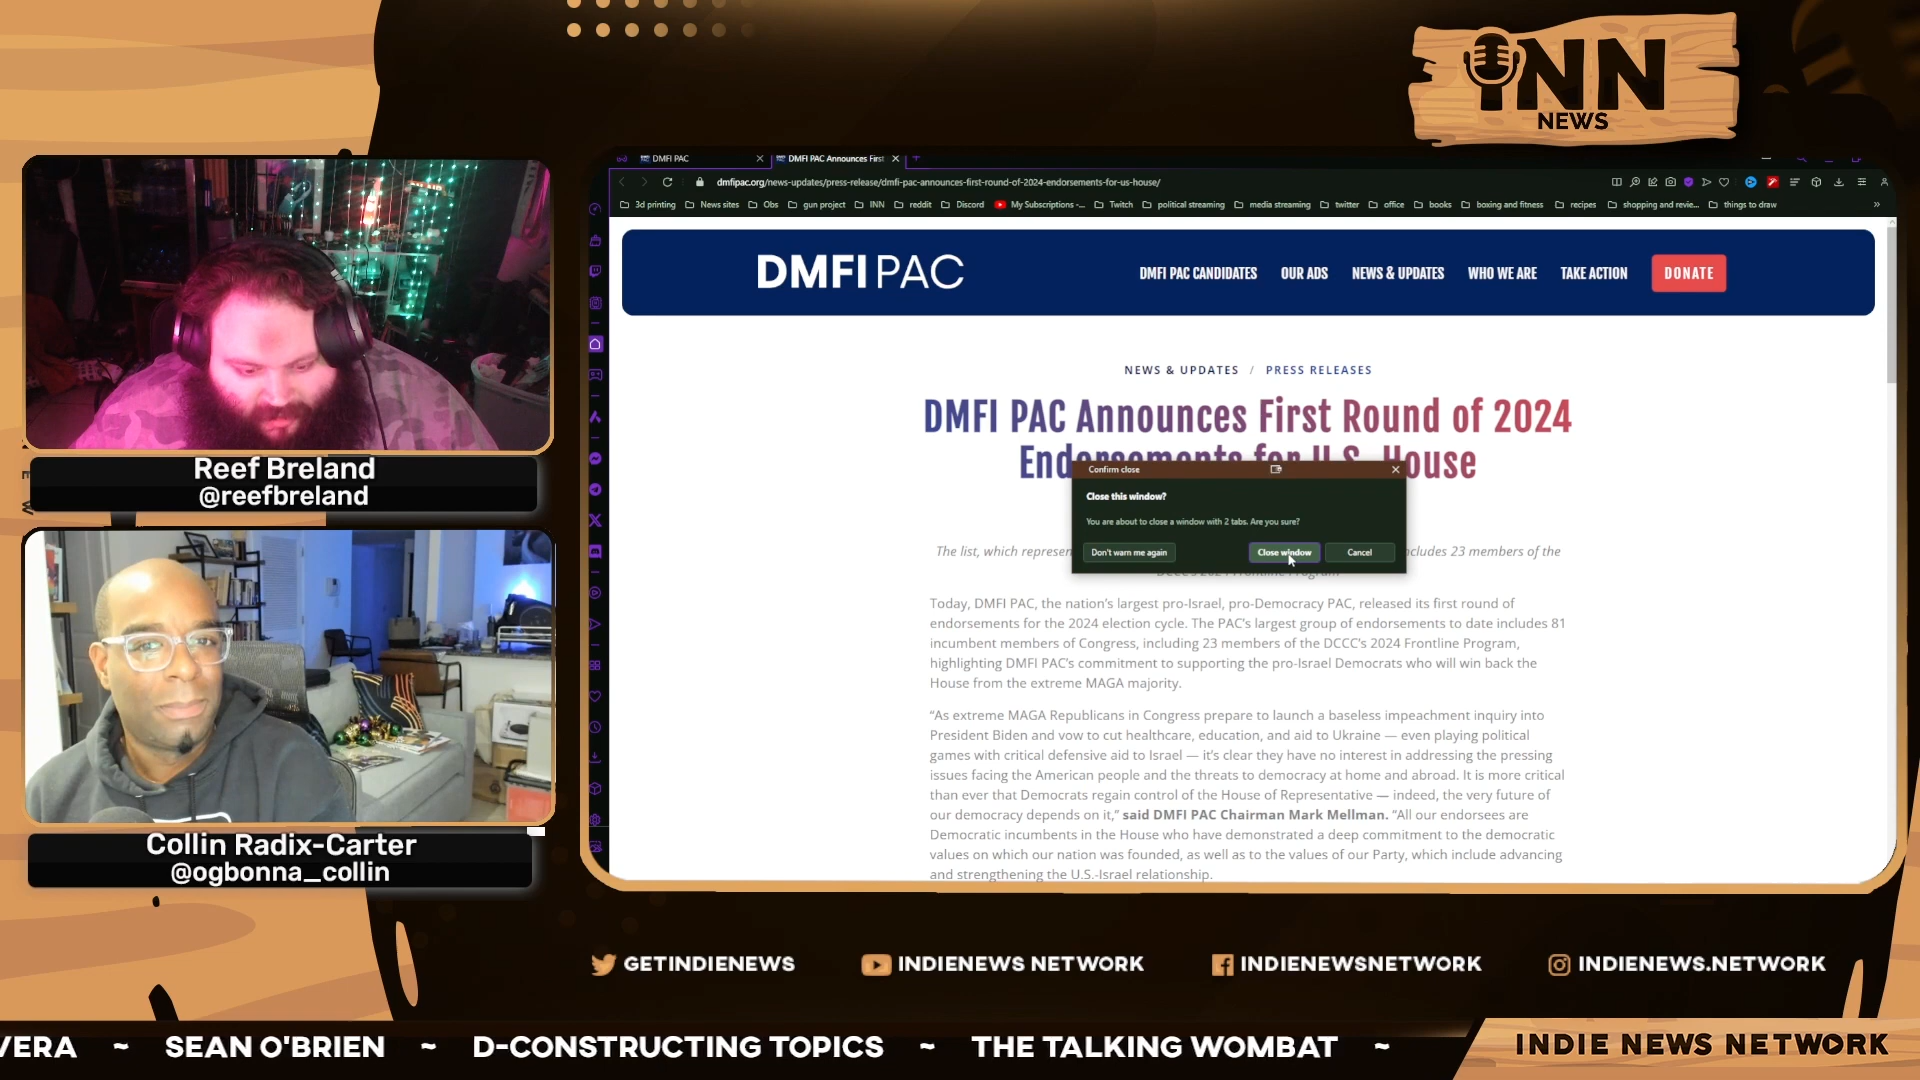 INN
NEWS
DMFI PAC
DMFI PAC Announces First
dmfipac.org/news-updates/press-release/dmfi-pac-announces-first-round-of-2024-endorsements-for-us-house/
3d printing
News sites
Obs
gun project
INN
reddit
Discord
My Subscriptions -...
Twitch
political streaming
media streaming
twitter
office
books
boxing and fitness
recipes
shopping and revie...
things to draw
DMFI PAC
DMFI PAC CANDIDATES
OUR ADS
NEWS & UPDATES
WHO WE ARE
TAKE ACTION
DONATE
NEWS & UPDATES / PRESS RELEASES
DMFI PAC Announces First Round of 2024
Endorsements for U.S. House
Confirm close
Close this window?
You are about to close a window with 2 tabs. Are you sure?
Don't warn me again
Close window
Cancel
The list, which represen
ncludes 23 members of the
Today, DMFI PAC, the nation's largest pro-Israel, pro-Democracy PAC, released its first round of
endorsements for the 2024 election cycle. The PAC's largest group of endorsements to date includes 81
incumbent members of Congress, including 23 members of the DCCC's 2024 Frontline Program,
highlighting DMFI PAC's commitment to supporting the pro-Israel Democrats who will win back the
House from the extreme MAGA majority.
“As extreme MAGA Republicans in Congress prepare to launch a baseless impeachment inquiry into
President Biden and vow to cut healthcare, education, and aid to Ukraine — even playing political
games with critical defensive aid to Israel — it's clear they have no interest in addressing the pressing
issues facing the American people and the threats to democracy at home and abroad. It is more critical
than ever that Democrats regain control of the House of Representative — indeed, the very future of
our democracy depends on it,” said DMFI PAC Chairman Mark Mellman. “All our endorsees are
Democratic incumbents in the House who have demonstrated a deep commitment to the democratic
values on which our nation was founded, as well as to the values of our Party, which include advancing
and strengthening the U.S.-Israel relationship.
Reef Breland
@reefbreland
Collin Radix-Carter
@ogbonna_collin
GETINDIENEWS
INDIENEWS NETWORK
INDIENEWSNETWORK
INDIENEWS.NETWORK
VERA ~ SEAN O'BRIEN ~ D-CONSTRUCTING TOPICS ~ THE TALKING WOMBAT ~
INDIE NEWS NETWORK